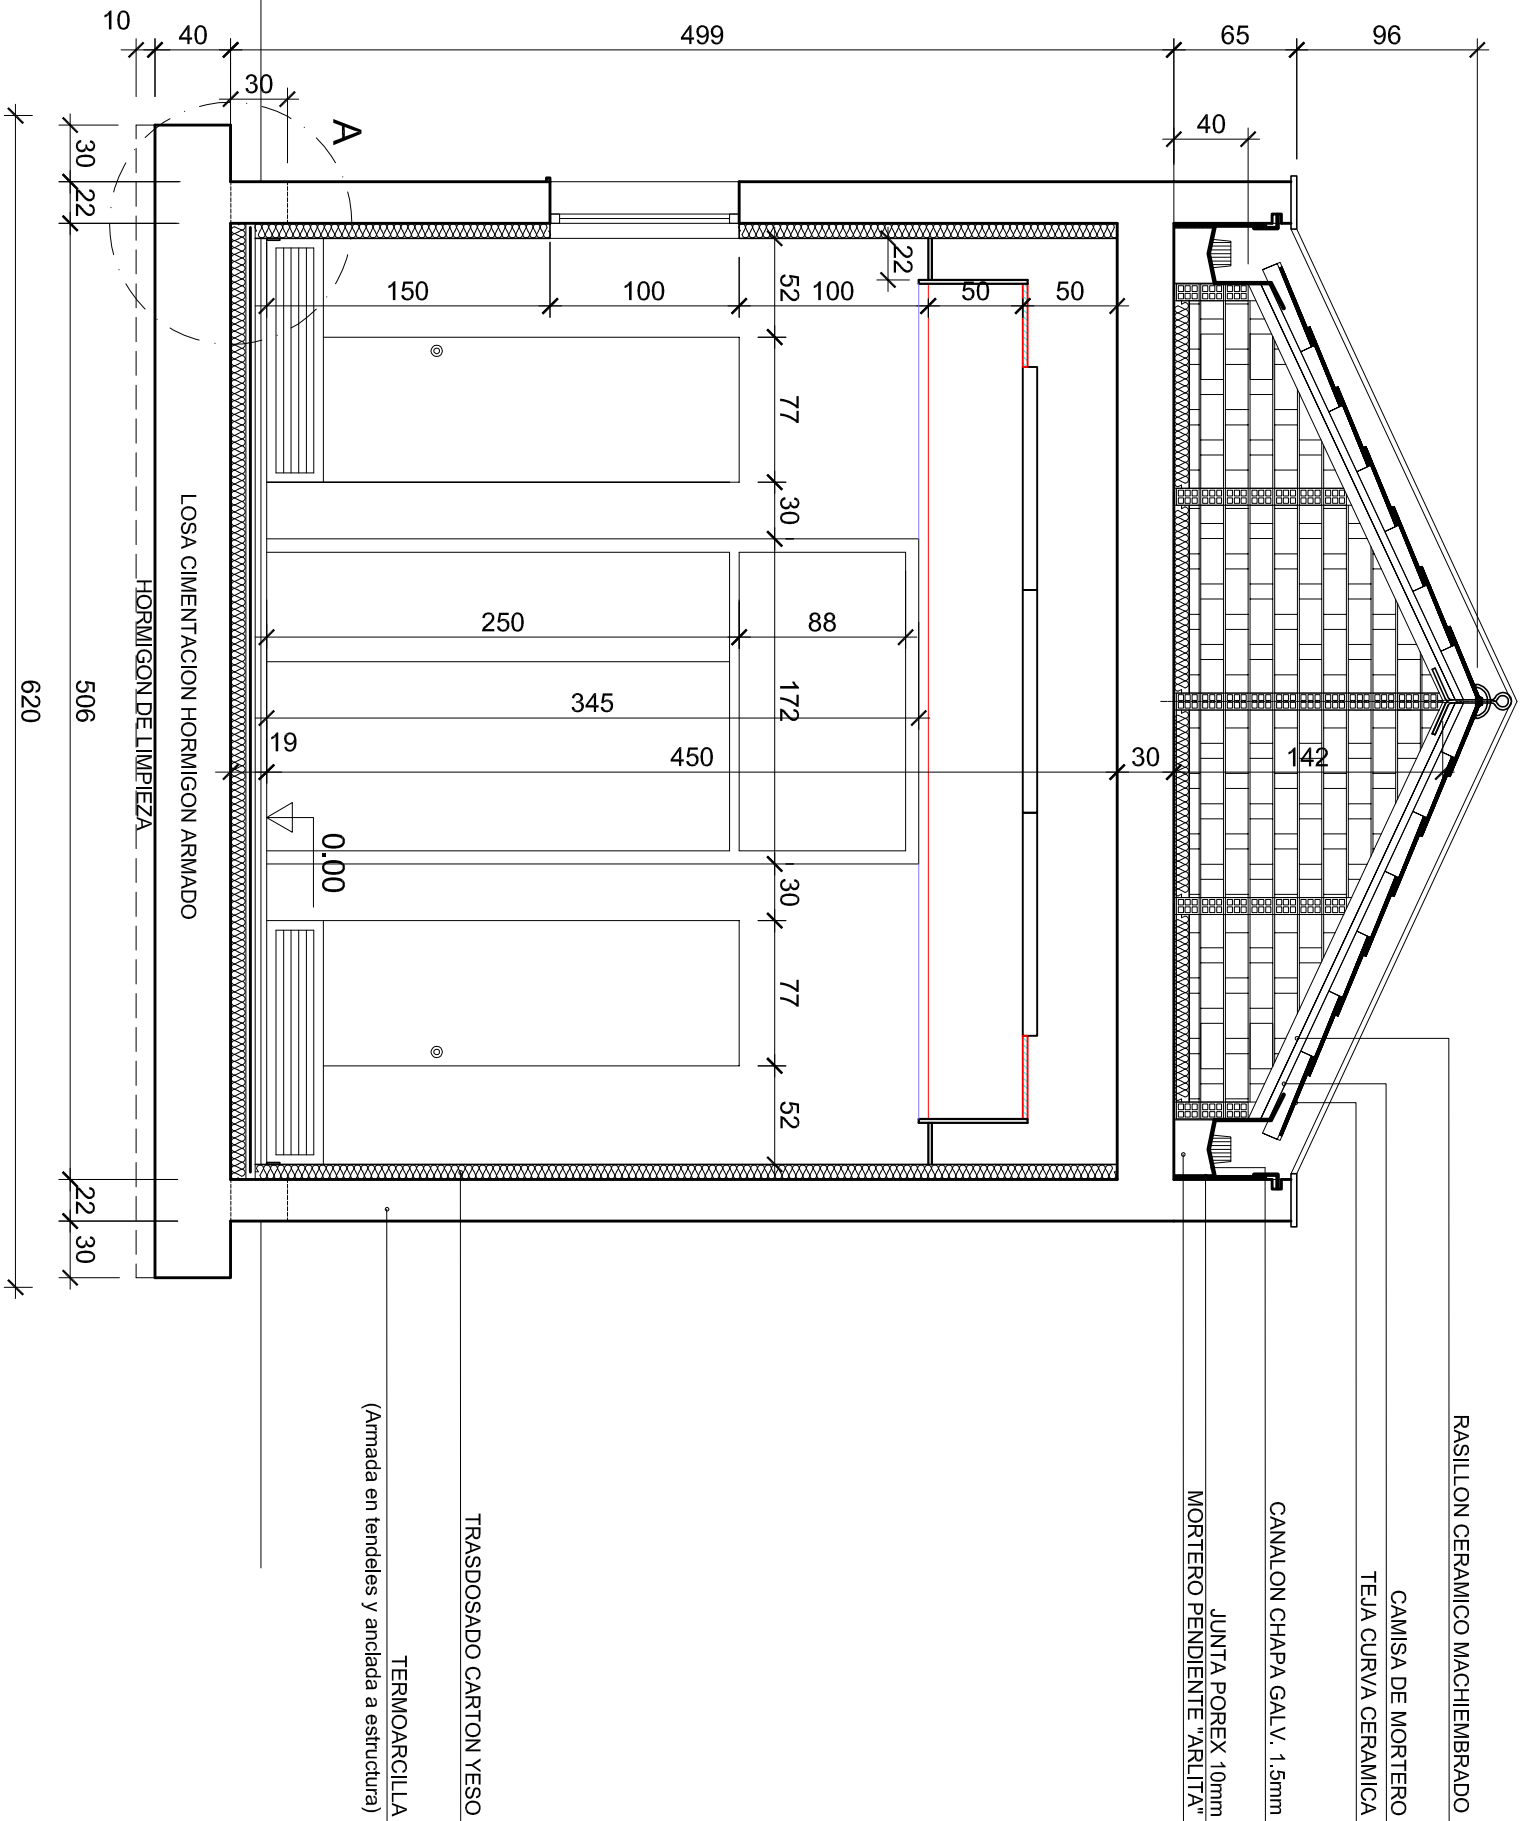 10
40
499
65
96
30
40
A
30
22
506
22
30
620
22
150
100
100
50
50
52
77
30
172
30
77
52
250
88
345
19
450
30
142
0.00
LOSA CIMENTACION HORMIGON ARMADO
HORMIGON DE LIMPIEZA
RASILLON CERAMICO MACHIEMBRADO
CAMISA DE MORTERO
TEJA CURVA CERAMICA
CANALON CHAPA GALV. 1.5mm
JUNTA POREX 10mm
MORTERO PENDIENTE "ARLITA"
TRASDOSADO CARTON YESO
TERMOARCILLA
(Armada en tendeles y anclada a estructura)